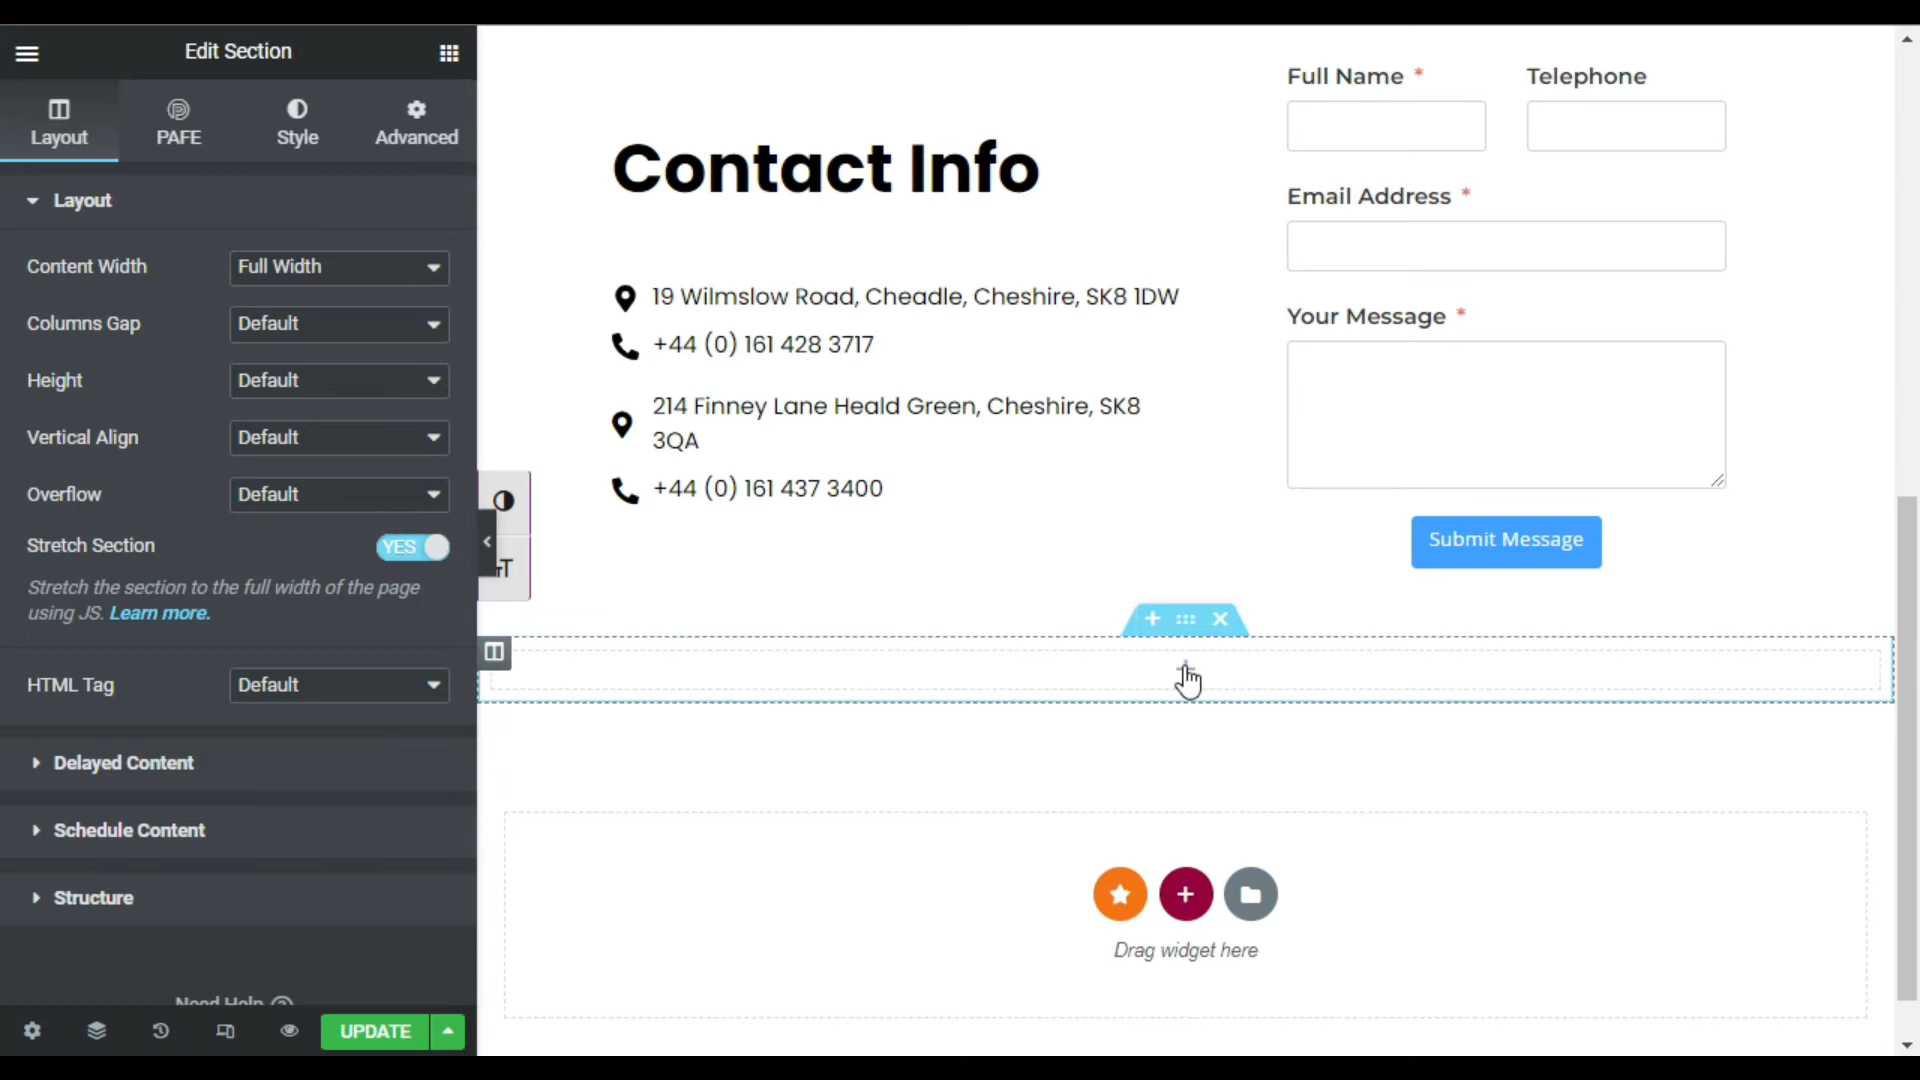 Edit Section
Layout
PAFE
Style
Advanced
Layout
Content Width
Full Width
Columns Gap
Default
Height
Default
Vertical Align
Default
Overflow
Default
Stretch Section
YES
Stretch the section to the full width of the page
using JS. Learn more.
HTML Tag
Default
Delayed Content
Schedule Content
Structure
Need Help
UPDATE
Contact Info
19 Wilmslow Road, Cheadle, Cheshire, SK8 1DW
+44 (0) 161 428 3717
214 Finney Lane Heald Green, Cheshire, SK8
3QA
+44 (0) 161 437 3400
Full Name *
Telephone
Email Address *
Your Message *
Submit Message
Drag widget here